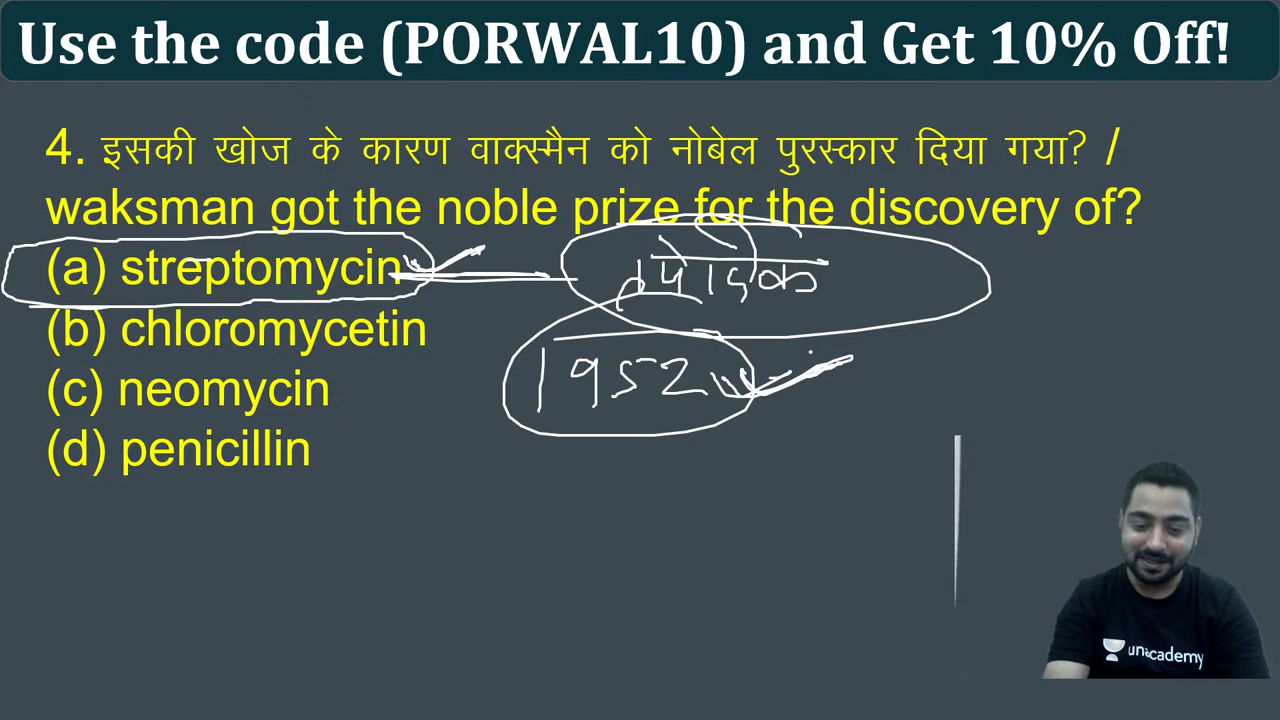 Use the code (PORWAL10) and Get 10% Off!
4. इसकी खोज के कारण वाक्स्मैन को नोबेल पुरस्कार दिया गया? /
waksman got the noble prize for the discovery of?
(a) streptomycin
(b) chloromycetin
1952
(c) neomycin
(d) penicillin
unacademy